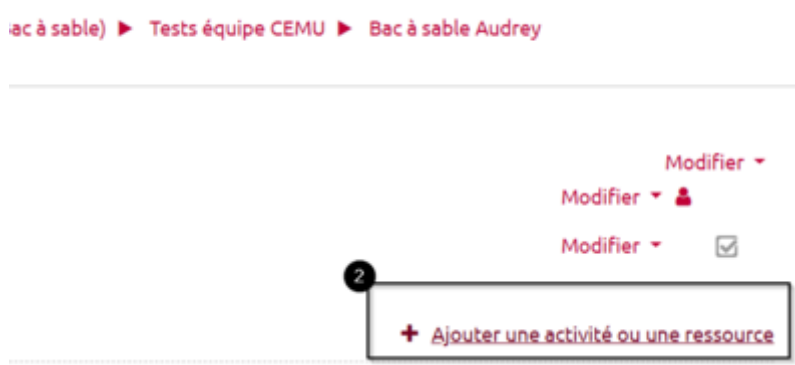 ac à sable) ▶ Tests équipe CEMU ▶ Bac à sable Audrey
Modifier
Modifier
Modifier
2
+ Ajouter une activité ou une ressource